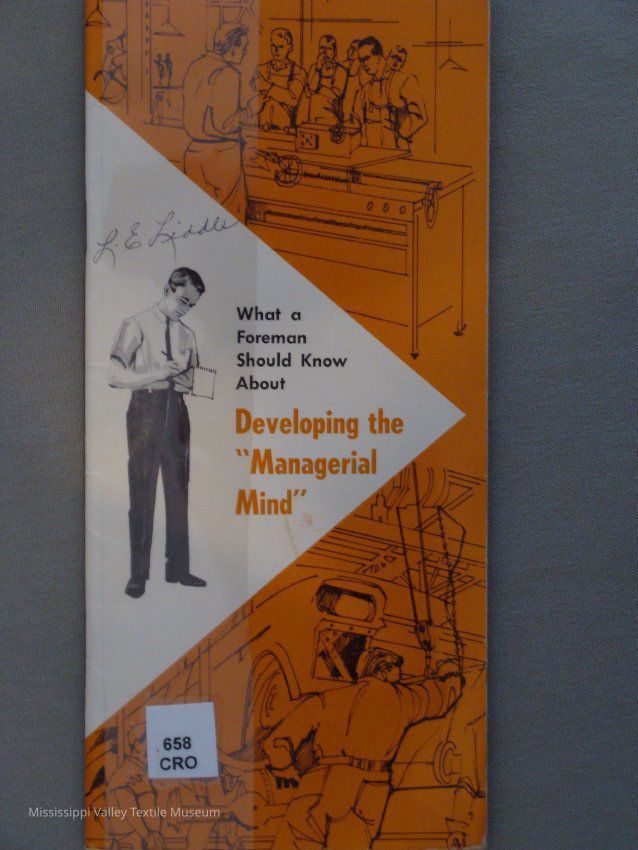 L. E Liddle
What a
Foreman
Should Know
About
Developing the
"Managerial
Mind"
658
CRO
Mississippi Valley Textile Museum